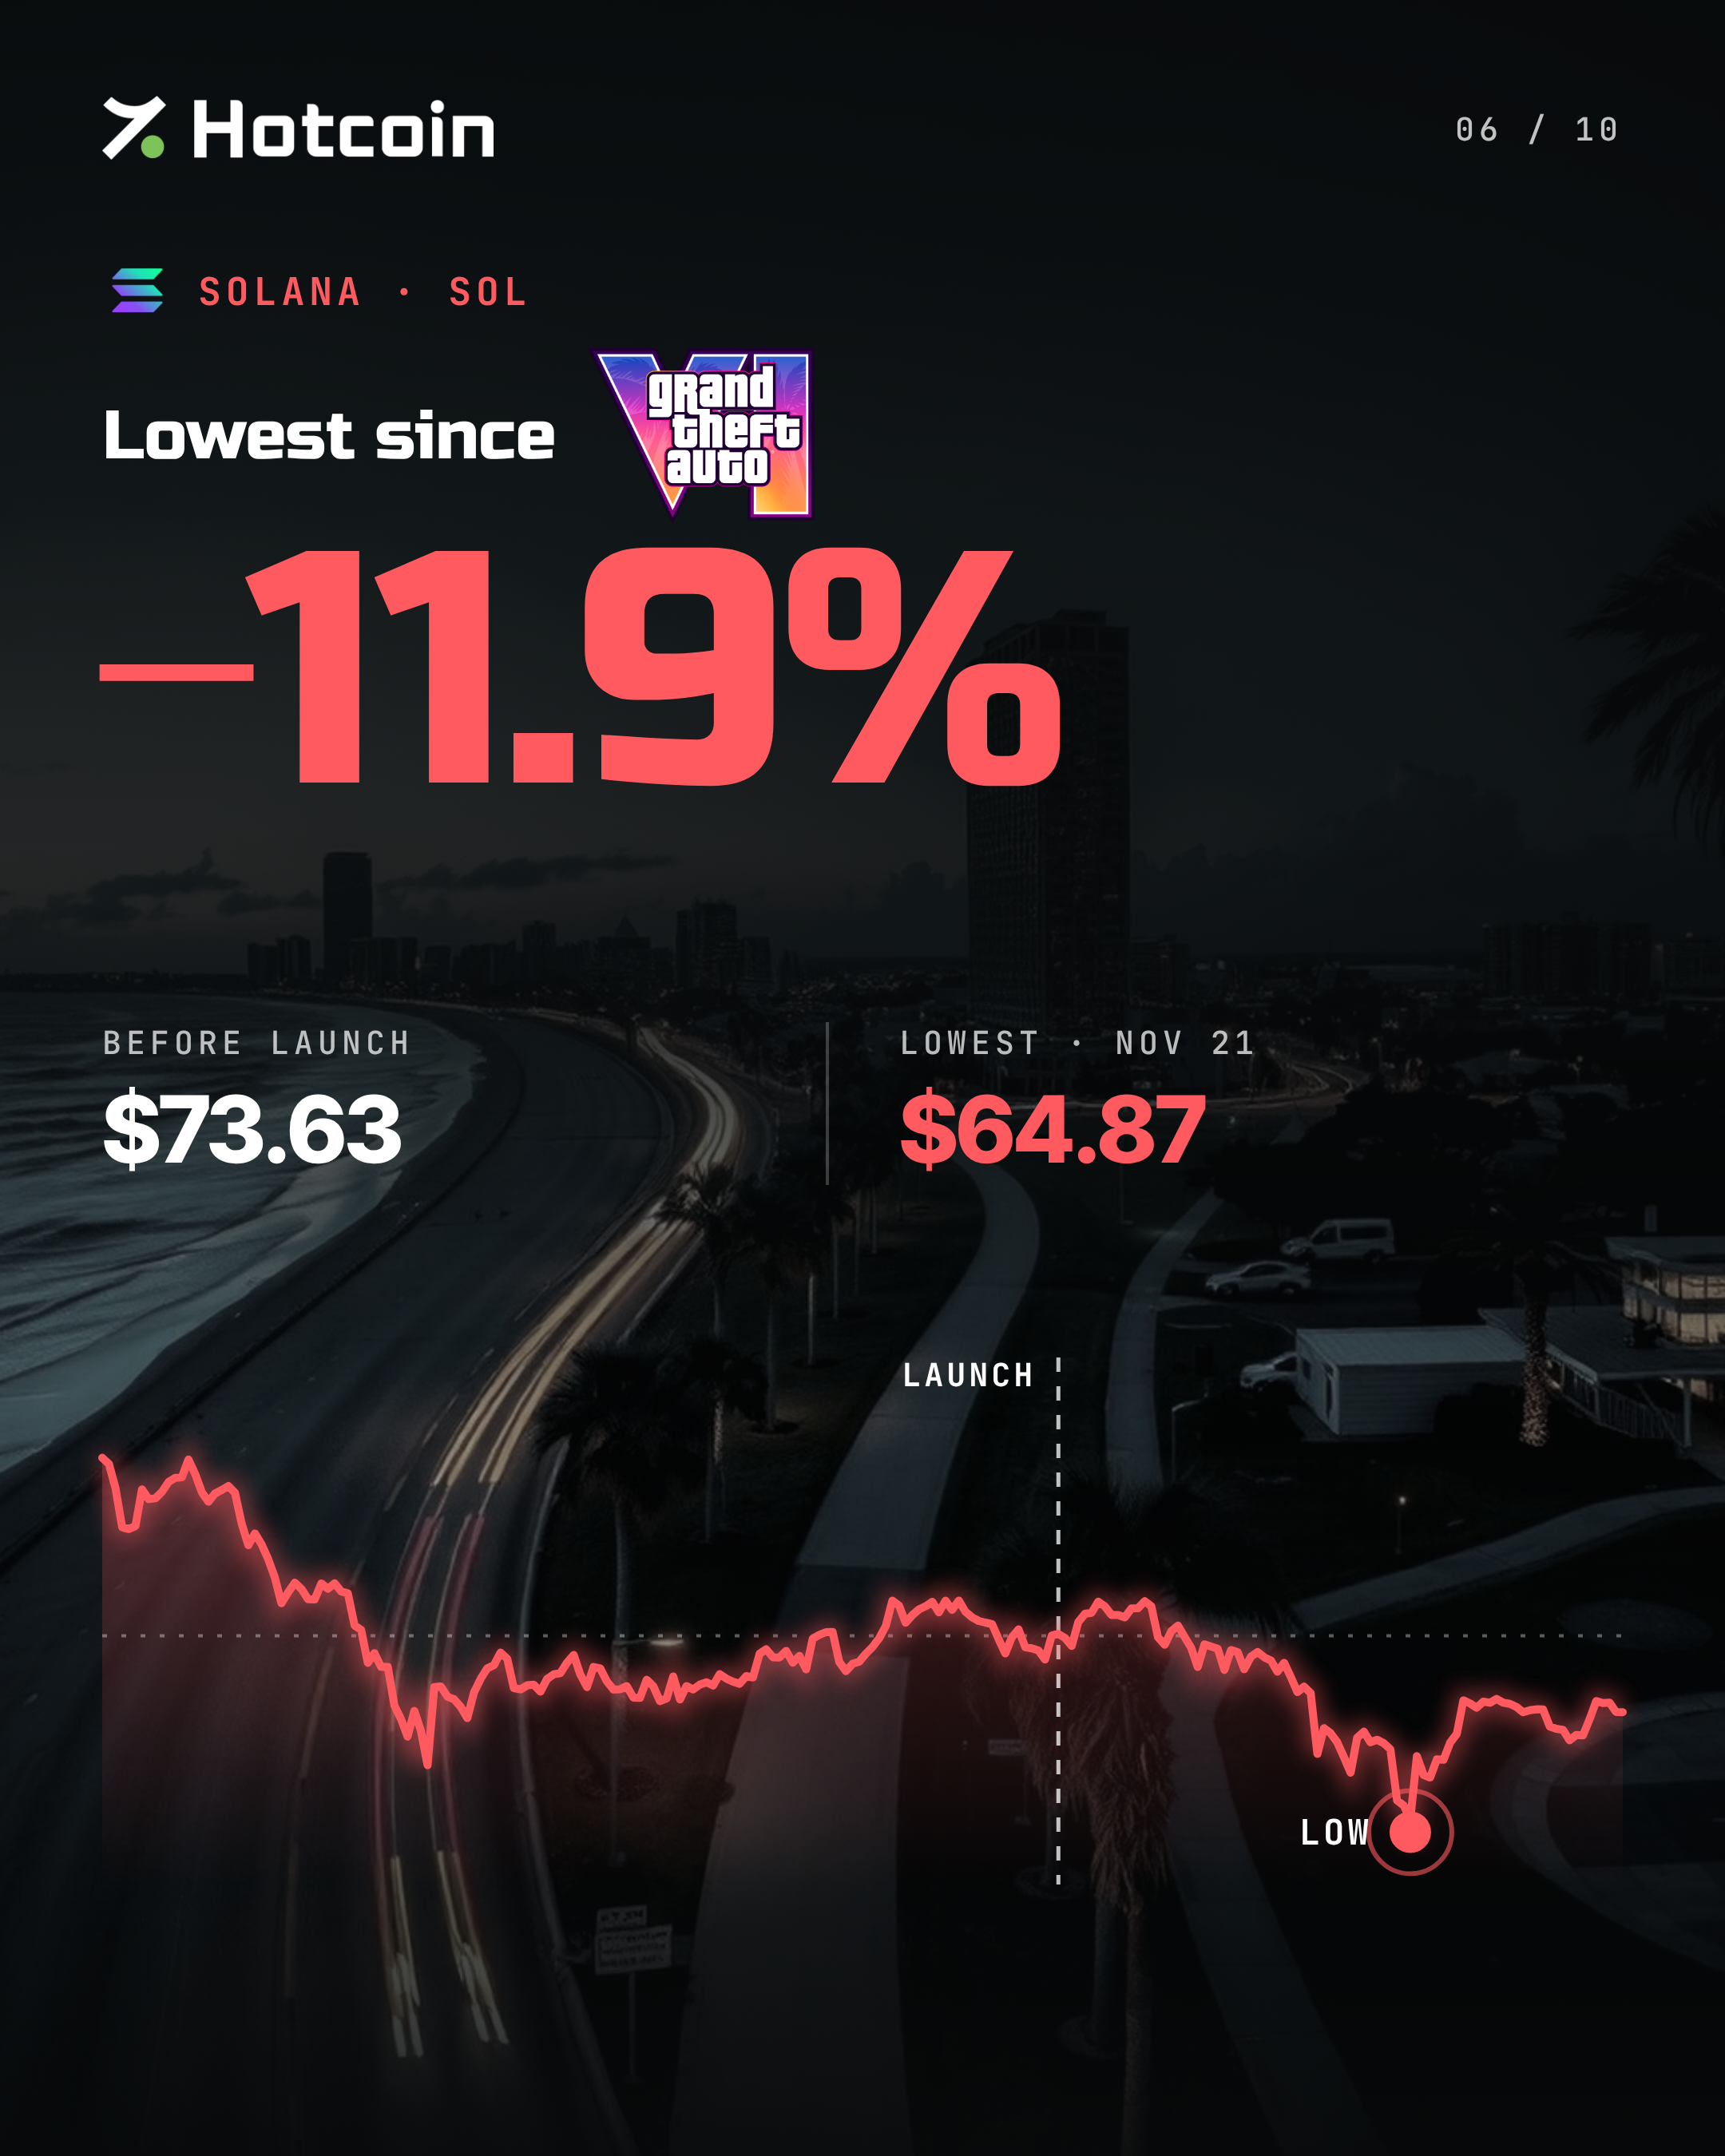 Hotcoin
06 / 10
SOLANA · SOL
Lowest since
grand
theft
auto
VI
—11.9%
BEFORE LAUNCH
$73.63
LOWEST · NOV 21
$64.87
LAUNCH
LOW